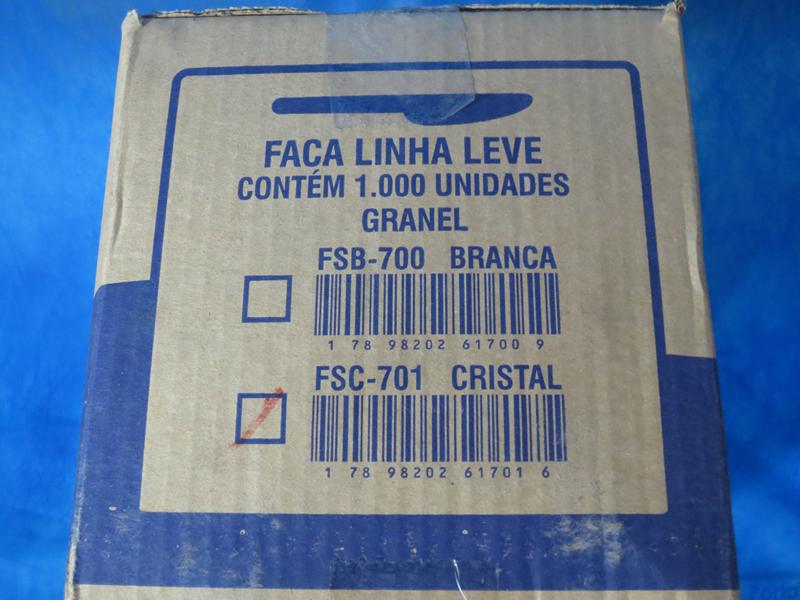 FACA LINHA LEVE
CONTÉM 1.000 UNIDADES
GRANEL
FSB-700 BRANCA
1 78 98202 61700 9
FSC-701 CRISTAL
1 78 98202 61701 6